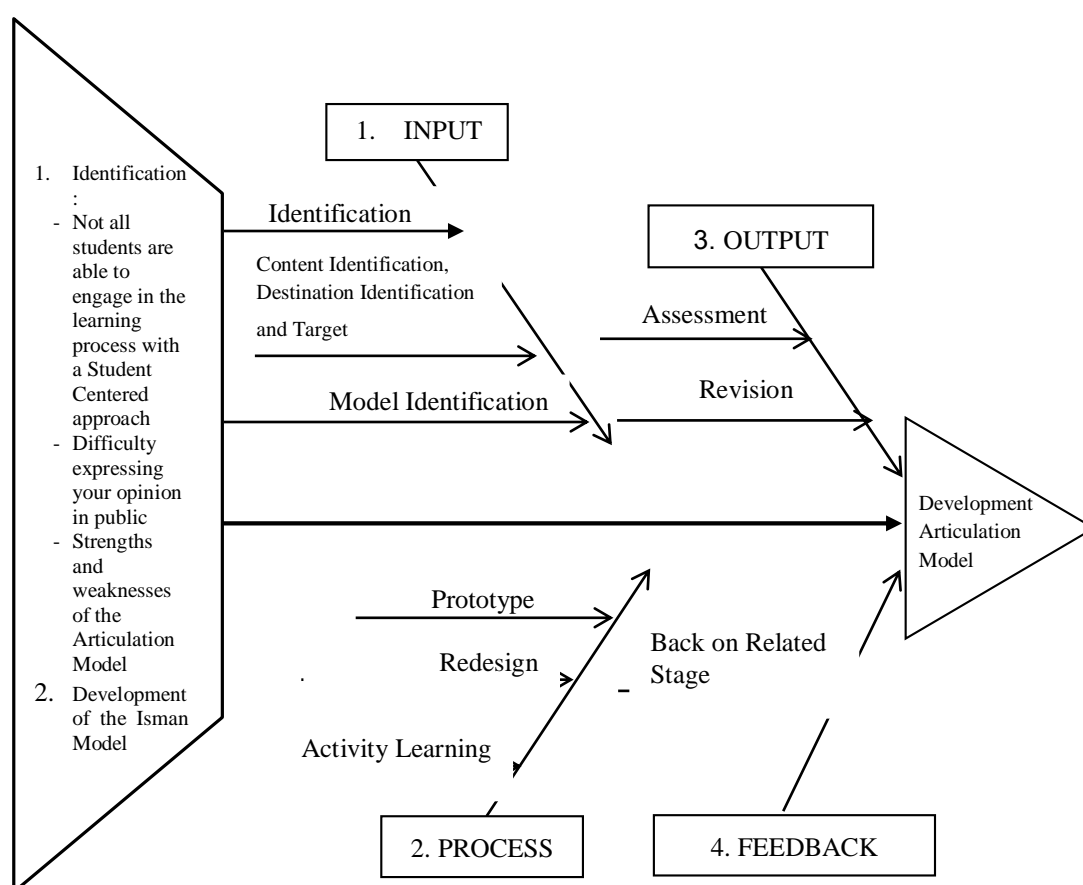 1. Identification
:
- Not all
students are
able to
engage in the
learning
process with
a Student
Centered
approach
- Difficulty
expressing
your opinion
in public
- Strengths
and
weaknesses
of the
Articulation
Model
2. Development
of the Isman
Model
1. INPUT
Identification
Content Identification,
Destination Identification
and Target
Model Identification
3. OUTPUT
Assessment
Revision
Development
Articulation
Model
Prototype
Redesign
Activity Learning
Back on Related
Stage
2. PROCESS
4. FEEDBACK